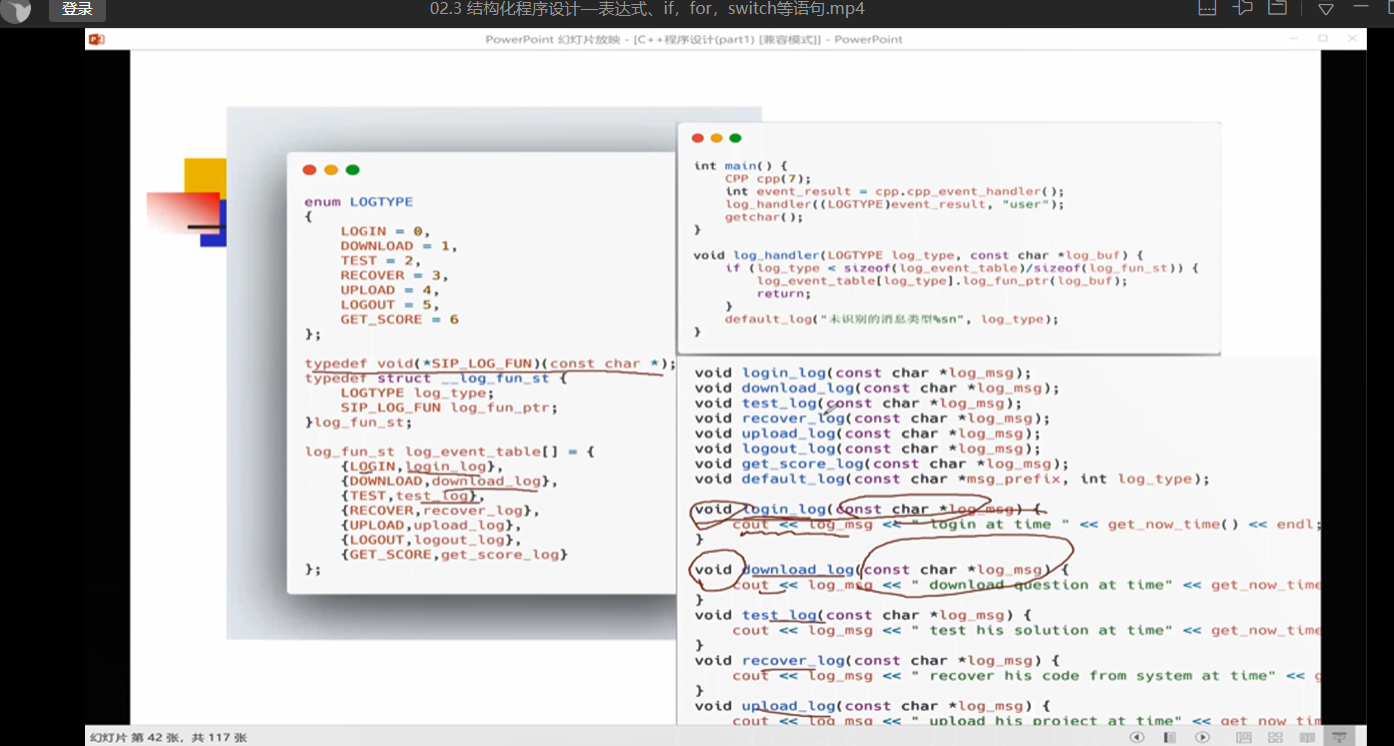 登录
02.3 结构化程序设计—表达式、if，for，switch等语句.mp4
PowerPoint 幻灯片放映 - [C++程序设计(part1) [兼容模式]] - PowerPoint
enum LOGTYPE
{
LOGIN = 0,
DOWNLOAD = 1,
TEST = 2,
RECOVER = 3,
UPLOAD = 4,
LOGOUT = 5,
GET_SCORE = 6
};
typedef void(*SIP_LOG_FUN)(const char *);
typedef struct __log_fun_st {
LOGTYPE log_type;
SIP_LOG_FUN log_fun_ptr;
}log_fun_st;
log_fun_st log_event_table[] = {
{LOGIN,login_log},
{DOWNLOAD,download_log},
{TEST,test_log},
{RECOVER,recover_log},
{UPLOAD,upload_log},
{LOGOUT,logout_log},
{GET_SCORE,get_score_log}
};
int main() {
CPP cpp(7);
int event_result = cpp.cpp_event_handler();
log_handler((LOGTYPE)event_result, "user");
getchar();
}
void log_handler(LOGTYPE log_type, const char *log_buf) {
if (log_type < sizeof(log_event_table)/sizeof(log_fun_st)) {
log_event_table[log_type].log_fun_ptr(log_buf);
return;
}
default_log("未识别的消息类型%sn", log_type);
}
void login_log(const char *log_msg);
void download_log(const char *log_msg);
void test_log(const char *log_msg);
void recover_log(const char *log_msg);
void upload_log(const char *log_msg);
void logout_log(const char *log_msg);
void get_score_log(const char *log_msg);
void default_log(const char *msg_prefix, int log_type);
void login_log(const char *log_msg) {
cout << log_msg << " login at time " << get_now_time() << endl;
}
void download_log(const char *log_msg) {
cout << log_msg << " download question at time" << get_now_time
}
void test_log(const char *log_msg) {
cout << log_msg << " test his solution at time" << get_now_time
}
void recover_log(const char *log_msg) {
cout << log_msg << " recover his code from system at time" << g
}
void upload_log(const char *log_msg) {
cout << log_msg << " upload his project at time" << get_now_tim
幻灯片 第 42 张，共 117 张